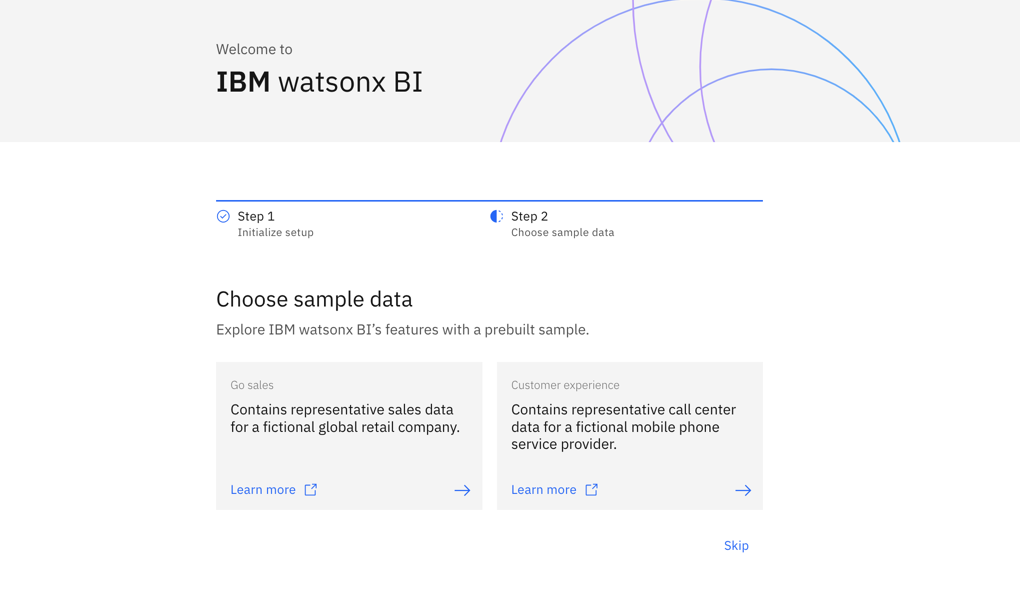 Welcome to
IBM watsonx BI
Step 1
Initialize setup
Step 2
Choose sample data
Choose sample data
Explore IBM watsonx BI’s features with a prebuilt sample.
Go sales
Contains representative sales data
for a fictional global retail company.
Learn more
Customer experience
Contains representative call center
data for a fictional mobile phone
service provider.
Learn more
Skip